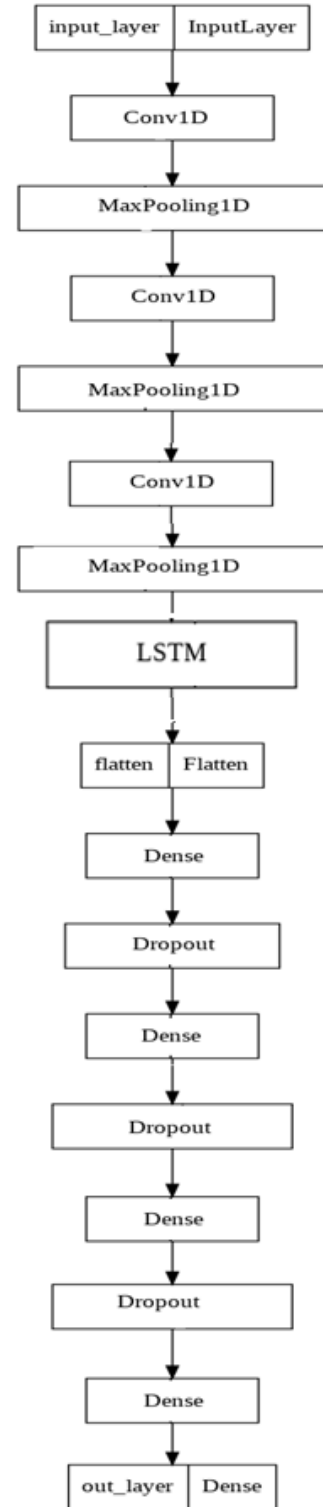 input_layer InputLayer
Conv1D
MaxPooling1D
Conv1D
MaxPooling1D
Conv1D
MaxPooling1D
LSTM
flatten Flatten
Dense
Dropout
Dense
Dropout
Dense
Dropout
Dense
out_layer Dense